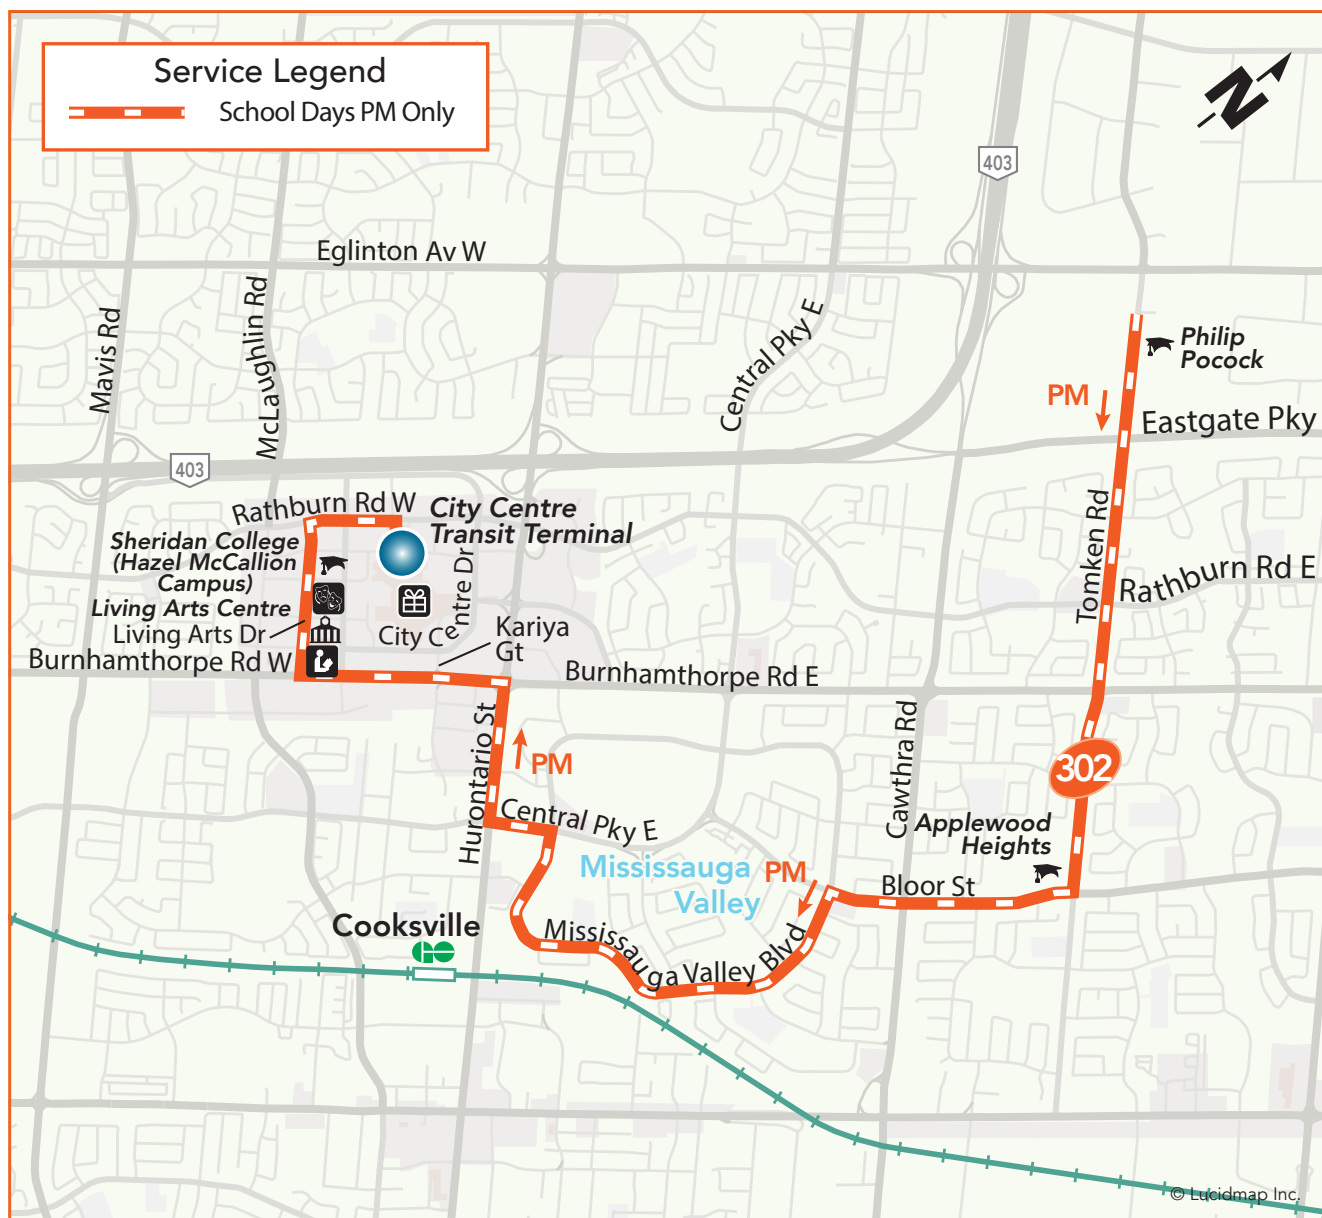 Service Legend
School Days PM Only
N
403
Eglinton Av W
Mavis Rd
McLaughlin Rd
Central Pky E
Philip
Pocock
PM
Eastgate Pky
403
Rathburn Rd W
City Centre
Transit Terminal
Sheridan College
(Hazel McCallion
Campus)
Living Arts Centre
Living Arts Dr
City Centre Dr
Kariya
Gt
Tomken Rd
Rathburn Rd E
Burnhamthorpe Rd W
Burnhamthorpe Rd E
Hurontario St
PM
Cawthra Rd
302
Central Pky E
Applewood
Heights
Mississauga
Valley
PM
Bloor St
Cooksville
GO
Mississauga Valley Blvd
© Lucidmap Inc.